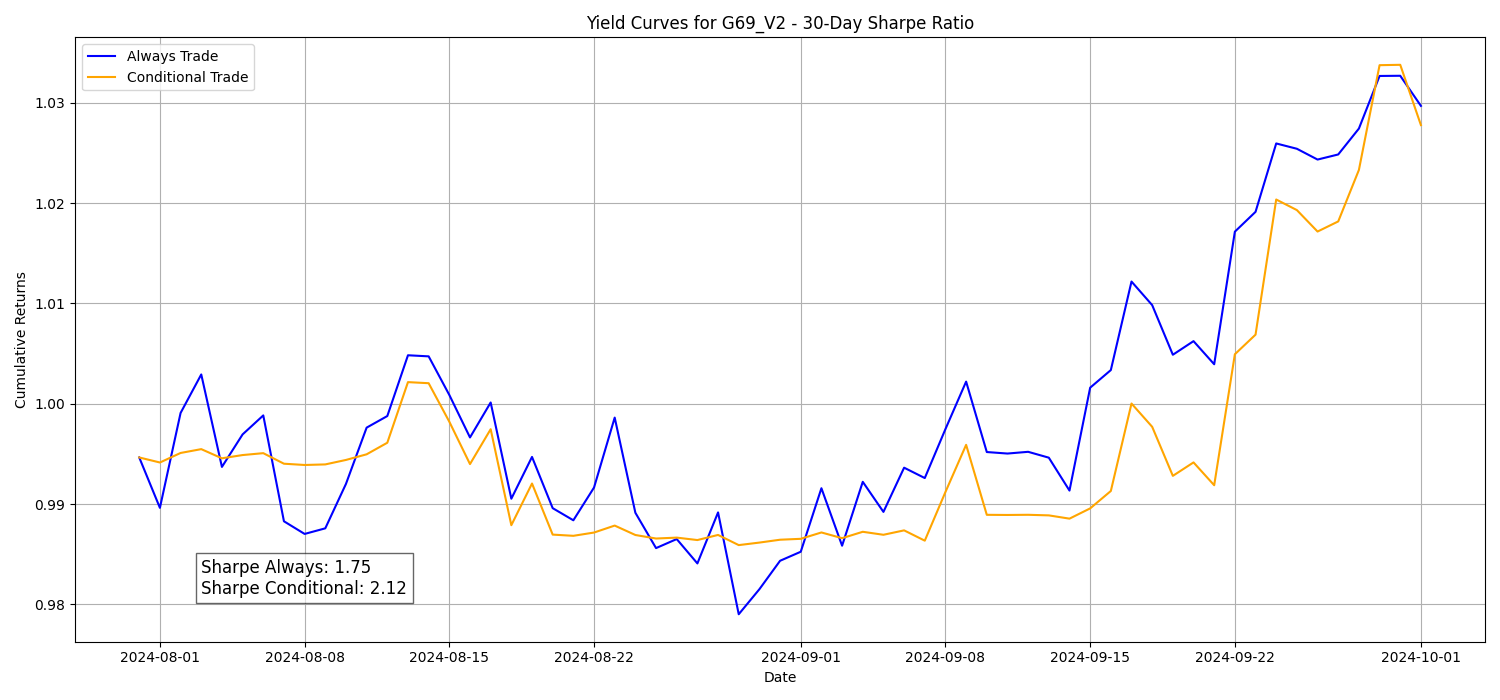 Yield Curves for G69_V2 - 30-Day Sharpe Ratio
Always Trade
Conditional Trade
1.03
1.02
1.01
1.00
0.99
0.98
Cumulative Returns
Sharpe Always: 1.75
Sharpe Conditional: 2.12
2024-08-01 2024-08-08 2024-08-15 2024-08-22 2024-09-01 2024-09-08 2024-09-15 2024-09-22 2024-10-01
Date